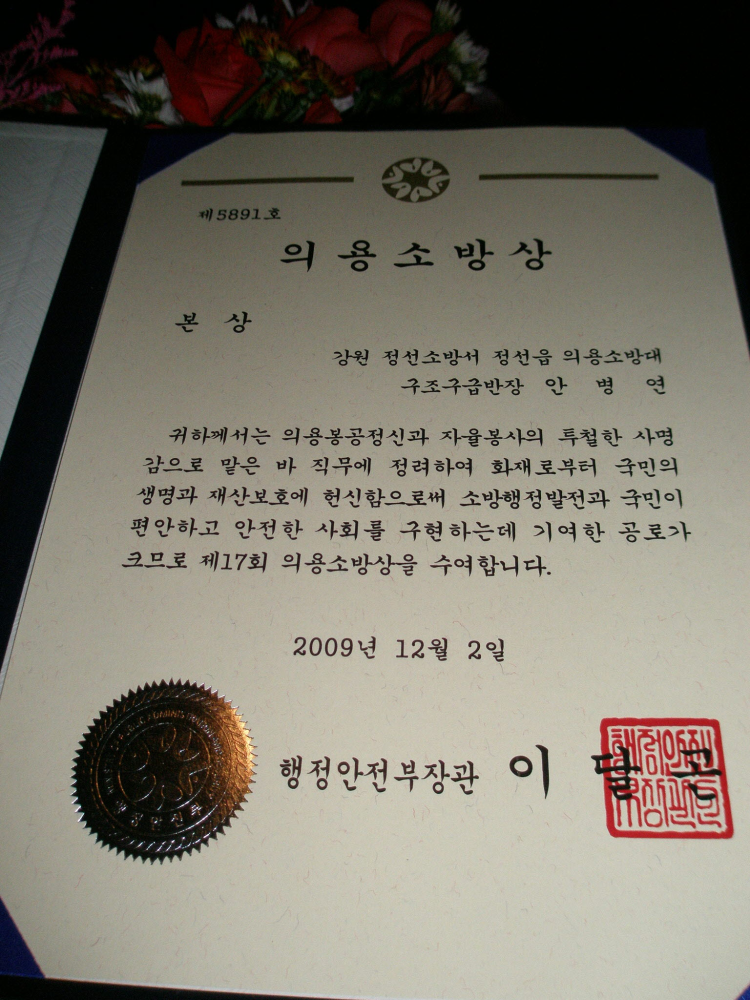 제5891호
의용소방상
본 상
강원 정선소방서 정선읍 의용소방대
구조구급반장 안 병 연
귀하께서는 의용봉공정신과 자율봉사의 투철한 사명
감으로 맡은 바 직무에 정려하여 화재로부터 국민의
생명과 재산보호에 헌신함으로써 소방행정발전과 국민이
편안하고 안전한 사회를 구현하는데 기여한 공로가
크므로 제17회 의용소방상을 수여합니다.
2009년 12월 2일
행정안전부장관 이 달 곤
행정안전부